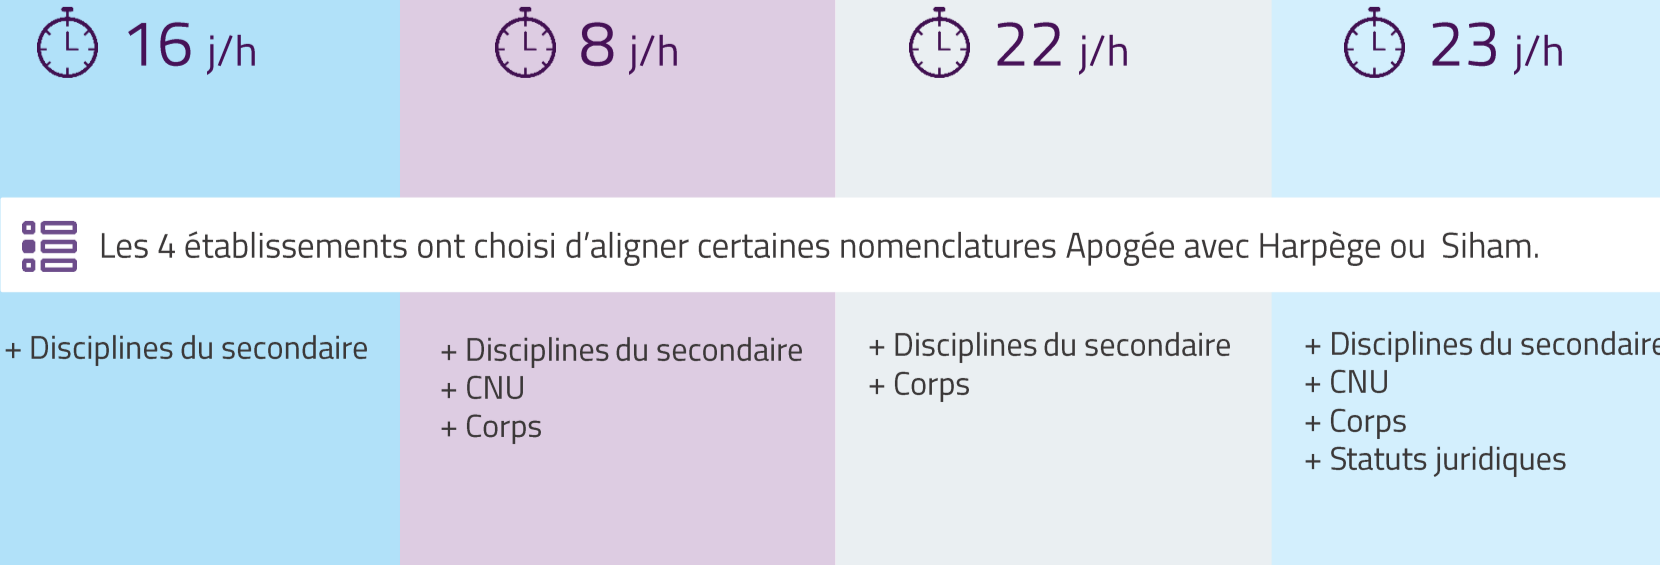 16 j/h
8 j/h
22 j/h
23 j/h
Les 4 établissements ont choisi d’aligner certaines nomenclatures Apogée avec Harpège ou Siham.
+ Disciplines du secondaire
+ Disciplines du secondaire
+ CNU
+ Corps
+ Disciplines du secondaire
+ Corps
+ Disciplines du secondaire
+ CNU
+ Corps
+ Statuts juridiques